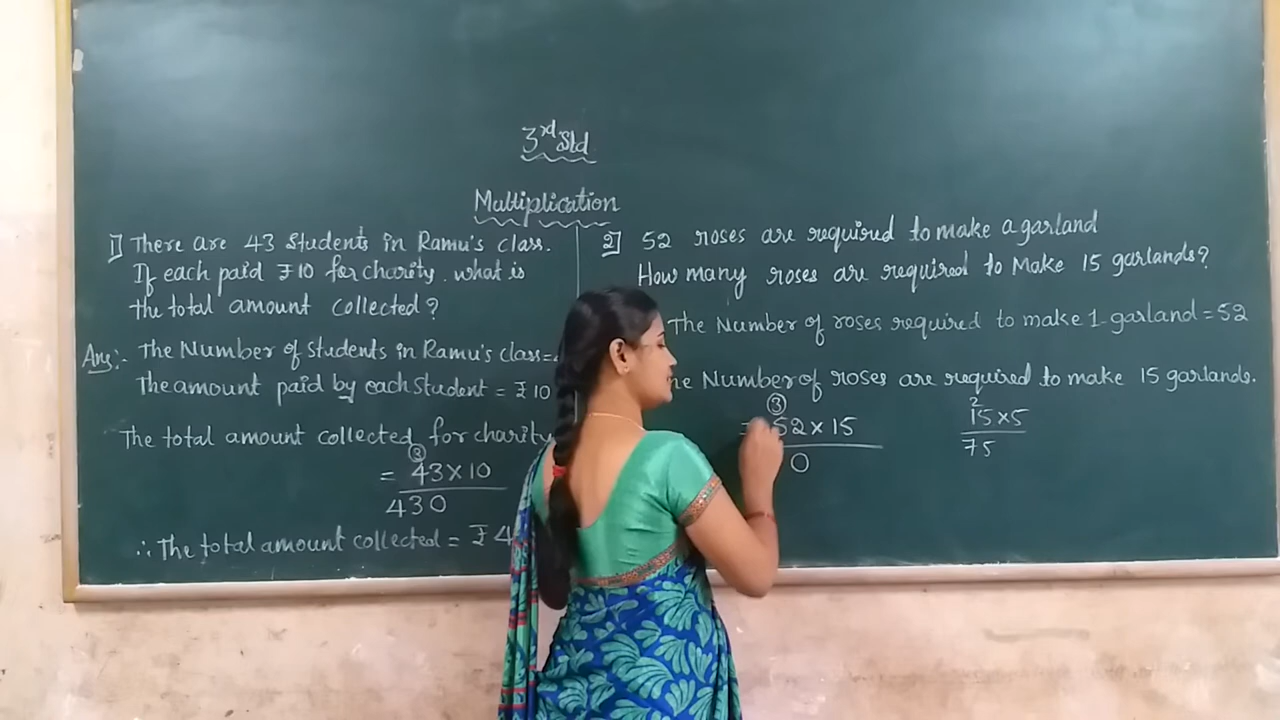 3rd Std
Multiplication
1] There are 43 Students in Ramu's class.
If each paid ₹10 for charity. what is
the total amount collected?
Ans:- The Number of Students in Ramu's class=
The amount paid by each Student = ₹10
The total amount collected for charity
③
= 43×10
430
∴ The total amount collected = ₹4
2] 52 roses are required to make a garland
How many roses are required to Make 15 garlands?
The Number of roses required to make 1 garland = 52
Number of roses are required to make 15 garlands.
③
= 52×15
0
2
15×5
75